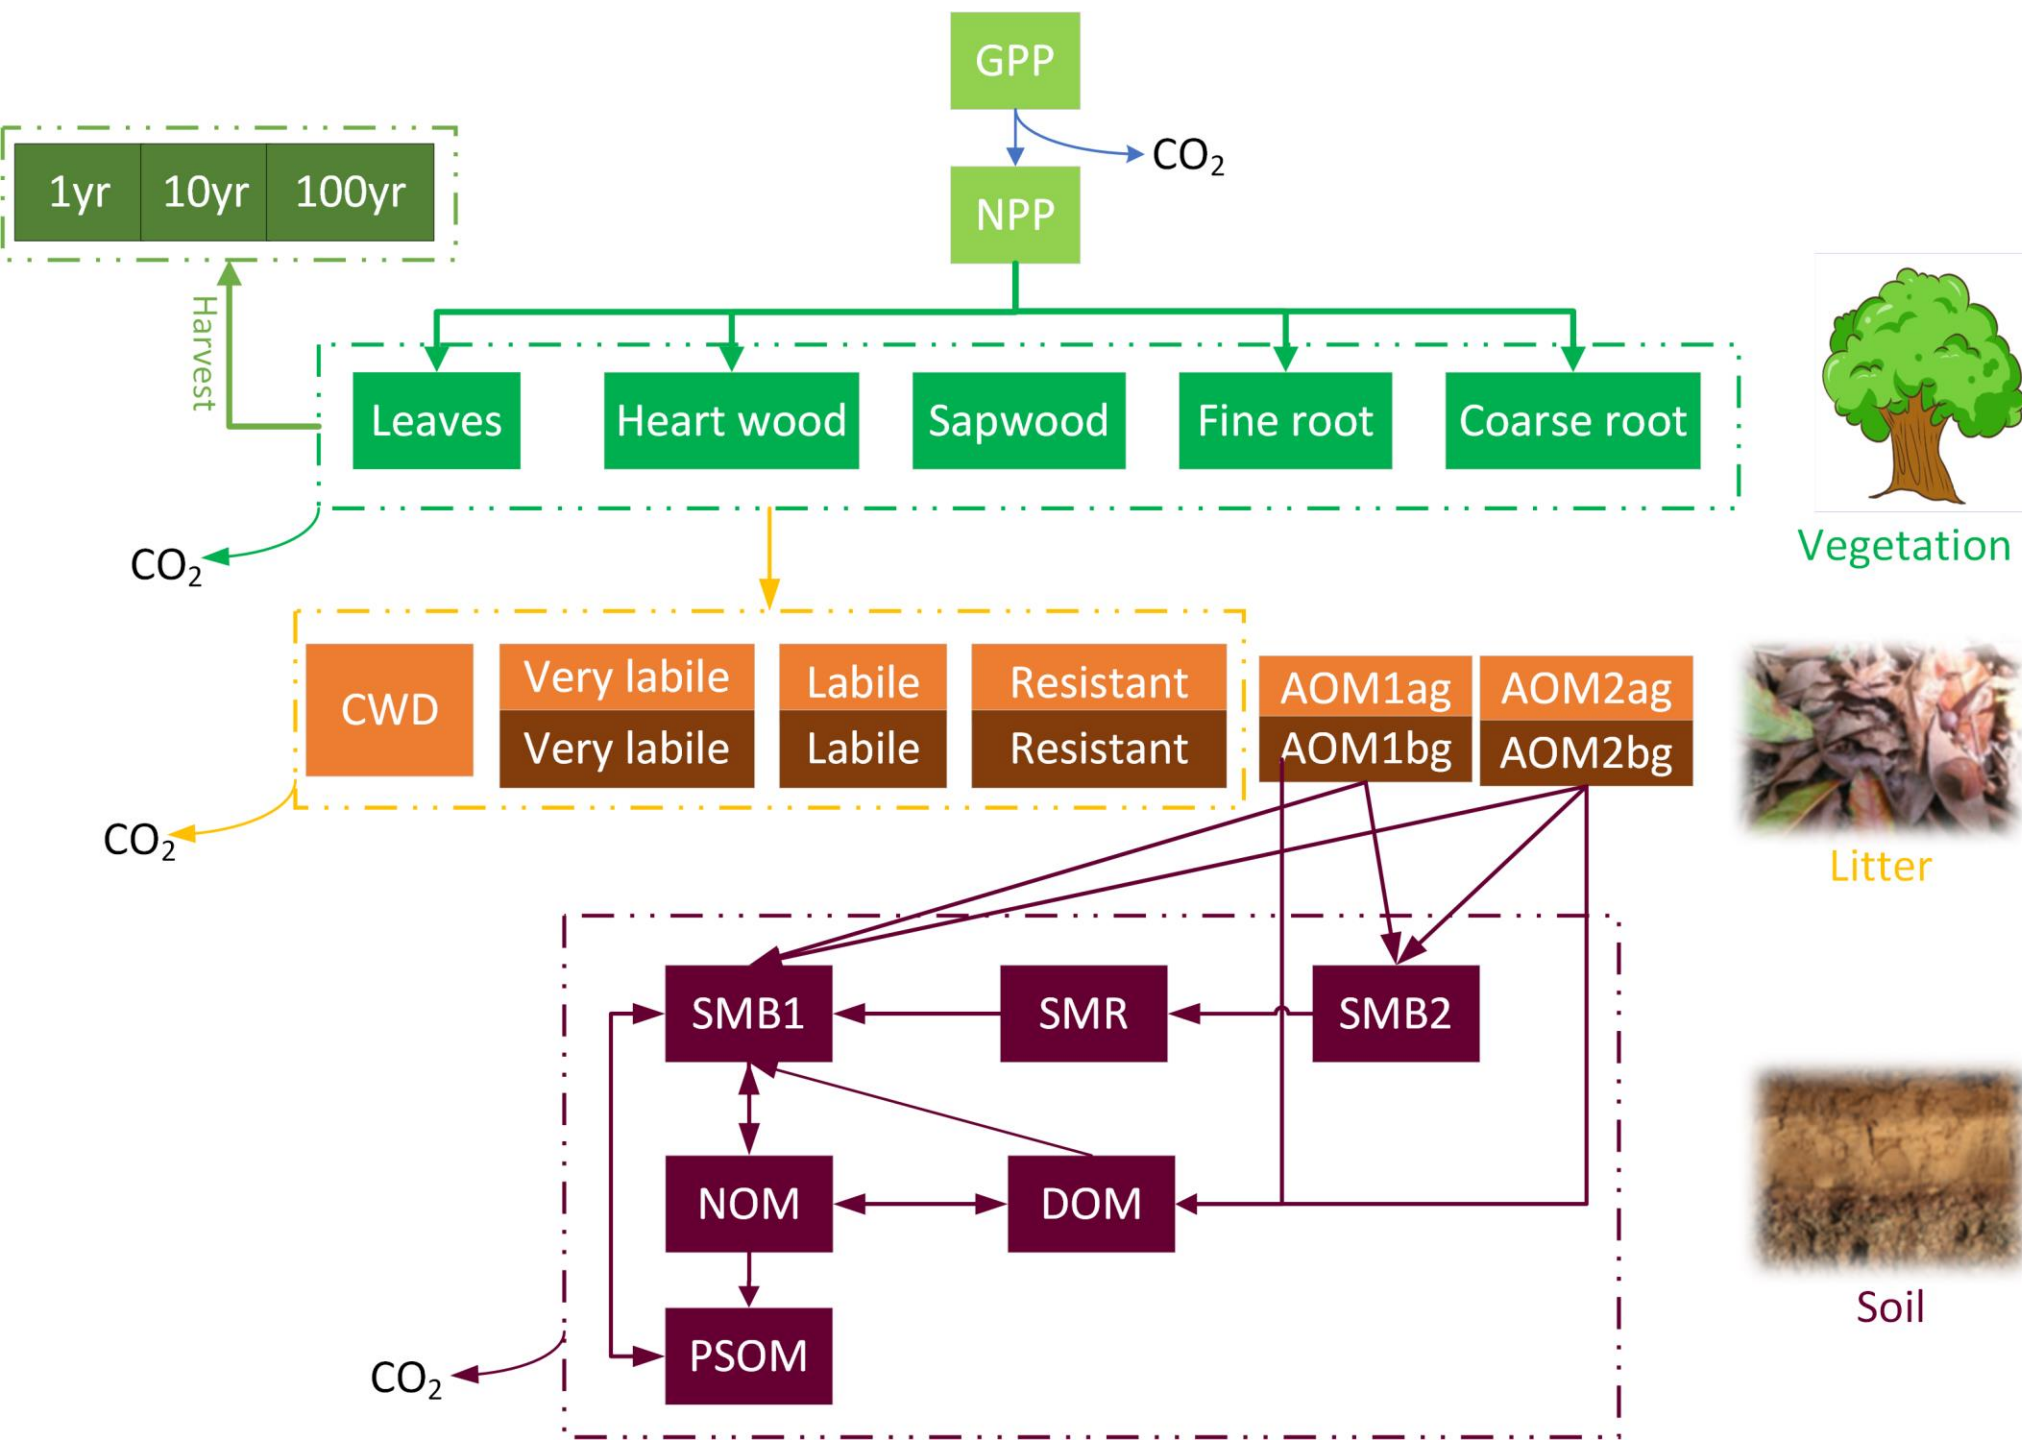 GPP
CO₂
1yr 10yr 100yr
NPP
Harvest
Leaves Heart wood Sapwood Fine root Coarse root
Vegetation
CO₂
CWD Very labile Labile Resistant AOM1ag AOM2ag
Very labile Labile Resistant AOM1bg AOM2bg
CO₂
Litter
SMB1 SMR SMB2
NOM DOM
Soil
PSOM
CO₂